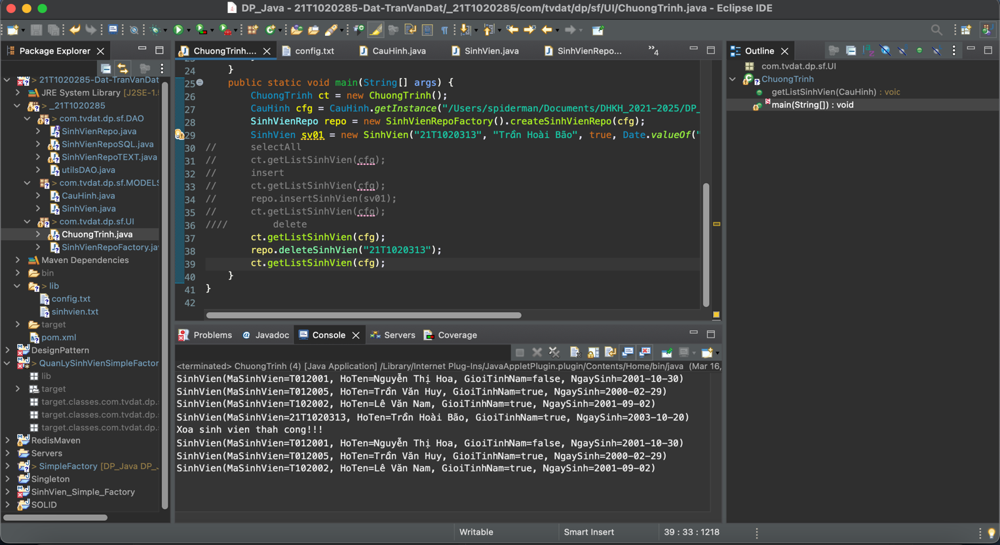 DP_Java - 21T1020285-Dat-TranVanDat/_21T1020285/com/tvdat/dp/sf/UI/ChuongTrinh.java - Eclipse IDE
Package Explorer
> 21T1020285-Dat-TranVanDat
JRE System Library [J2SE-1.5
> _21T1020285
> com.tvdat.dp.sf.DAO
SinhVienRepo.java
SinhVienRepoSQL.java
SinhVienRepoTEXT.java
utilsDAO.java
> com.tvdat.dp.sf.MODELS
CauHinh.java
SinhVien.java
> com.tvdat.dp.sf.UI
ChuongTrinh.java
SinhVienRepoFactory.jav
Maven Dependencies
bin
> lib
config.txt
sinhvien.txt
target
pom.xml
DesignPattern
> QuanLySinhVienSimpleFactor
lib
target
target.classes.com.tvdat.dp.
target.classes.com.tvdat.dp.
target.classes.com.tvdat.dp.
RedisMaven
Servers
> SimpleFactory [DP_Java DP_J
Singleton
SinhVien_Simple_Factory
SOLID
ChuongTrinh....
config.txt
CauHinh.java
SinhVien.java
SinhVienRepo...
»4
24 }
25 public static void main(String[] args) {
26 ChuongTrinh ct = new ChuongTrinh();
27 CauHinh cfg = CauHinh.getInstance("/Users/spiderman/Documents/DHKH_2021-2025/DP_
28 SinhVienRepo repo = new SinhVienRepoFactory().createSinhVienRepo(cfg);
29 SinhVien sv01 = new SinhVien("21T1020313", "Trần Hoài Bão", true, Date.valueOf("
30 // selectAll
31 // ct.getListSinhVien(cfg);
32 // insert
33 // ct.getListSinhVien(cfg);
34 // repo.insertSinhVien(sv01);
35 // ct.getListSinhVien(cfg);
36 //// delete
37 ct.getListSinhVien(cfg);
38 repo.deleteSinhVien("21T1020313");
39 ct.getListSinhVien(cfg);
40 }
41 }
42
Problems
@ Javadoc
Console
Servers
Coverage
<terminated> ChuongTrinh (4) [Java Application] /Library/Internet Plug-Ins/JavaAppletPlugin.plugin/Contents/Home/bin/java (Mar 16,
SinhVien(MaSinhVien=T012001, HoTen=Nguyễn Thị Hoa, GioiTinhNam=false, NgaySinh=2001-10-30)
SinhVien(MaSinhVien=T012005, HoTen=Trần Văn Huy, GioiTinhNam=true, NgaySinh=2000-02-29)
SinhVien(MaSinhVien=T102002, HoTen=Lê Văn Nam, GioiTinhNam=true, NgaySinh=2001-09-02)
SinhVien(MaSinhVien=21T1020313, HoTen=Trần Hoài Bão, GioiTinhNam=true, NgaySinh=2003-10-20)
Xoa sinh vien thah cong!!!
SinhVien(MaSinhVien=T012001, HoTen=Nguyễn Thị Hoa, GioiTinhNam=false, NgaySinh=2001-10-30)
SinhVien(MaSinhVien=T012005, HoTen=Trần Văn Huy, GioiTinhNam=true, NgaySinh=2000-02-29)
SinhVien(MaSinhVien=T102002, HoTen=Lê Văn Nam, GioiTinhNam=true, NgaySinh=2001-09-02)
Outline
com.tvdat.dp.sf.UI
ChuongTrinh
getListSinhVien(CauHinh) : voic
main(String[]) : void
Writable
Smart Insert
39 : 33 : 1218